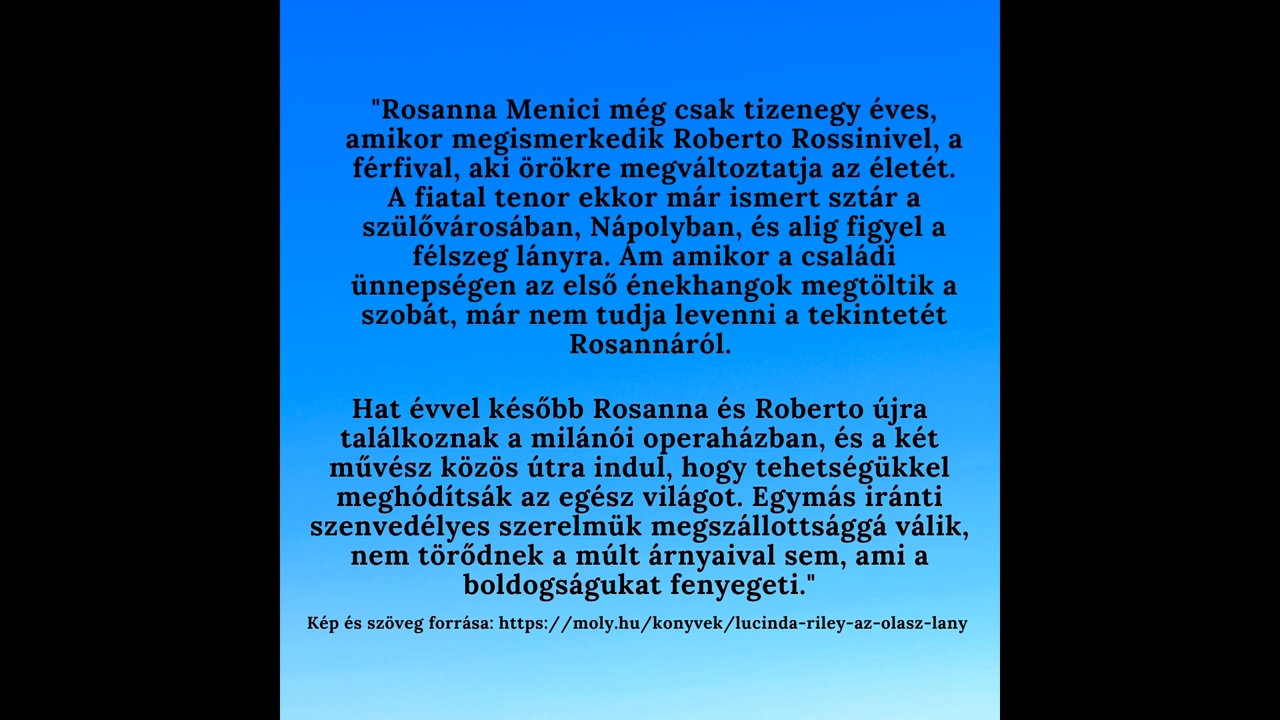 "Rosanna Menici még csak tizenegy éves,
amikor megismerkedik Roberto Rossinivel, a
férfival, aki örökre megváltoztatja az életét.
A fiatal tenor ekkor már ismert sztár a
szülővárosában, Nápolyban, és alig figyel a
félszeg lányra. Ám amikor a családi
ünnepségen az első énekhangok megtöltik a
szobát, már nem tudja levenni a tekintetét
Rosannáról.
Hat évvel később Rosanna és Roberto újra
találkoznak a milánói operaházban, és a két
művész közös útra indul, hogy tehetségükkel
meghódítsák az egész világot. Egymás iránti
szenvedélyes szerelmük megszállottsággá válik,
nem törődnek a múlt árnyaival sem, ami a
boldogságukat fenyegeti."
Kép és szöveg forrása: https://moly.hu/konyvek/lucinda-riley-az-olasz-lany